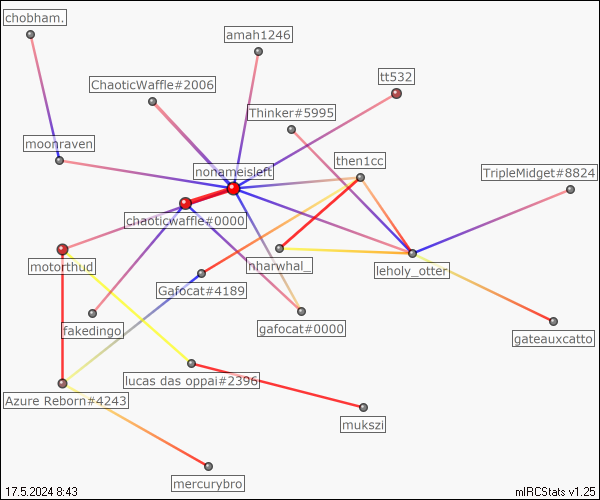 chobham.
amah1246
ChaoticWaffle#2006
tt532
Thinker#5995
moonraven
nonameisleft
then1cc
TripleMidget#8824
chaoticwaffle#0000
motorthud
nharwhal_
leholy_otter
Gafocat#4189
fakedingo
gafocat#0000
gateauxcatto
lucas das oppai#2396
Azure Reborn#4243
mukszi
mercurybro
17.5.2024 8:43
mIRCStats v1.25